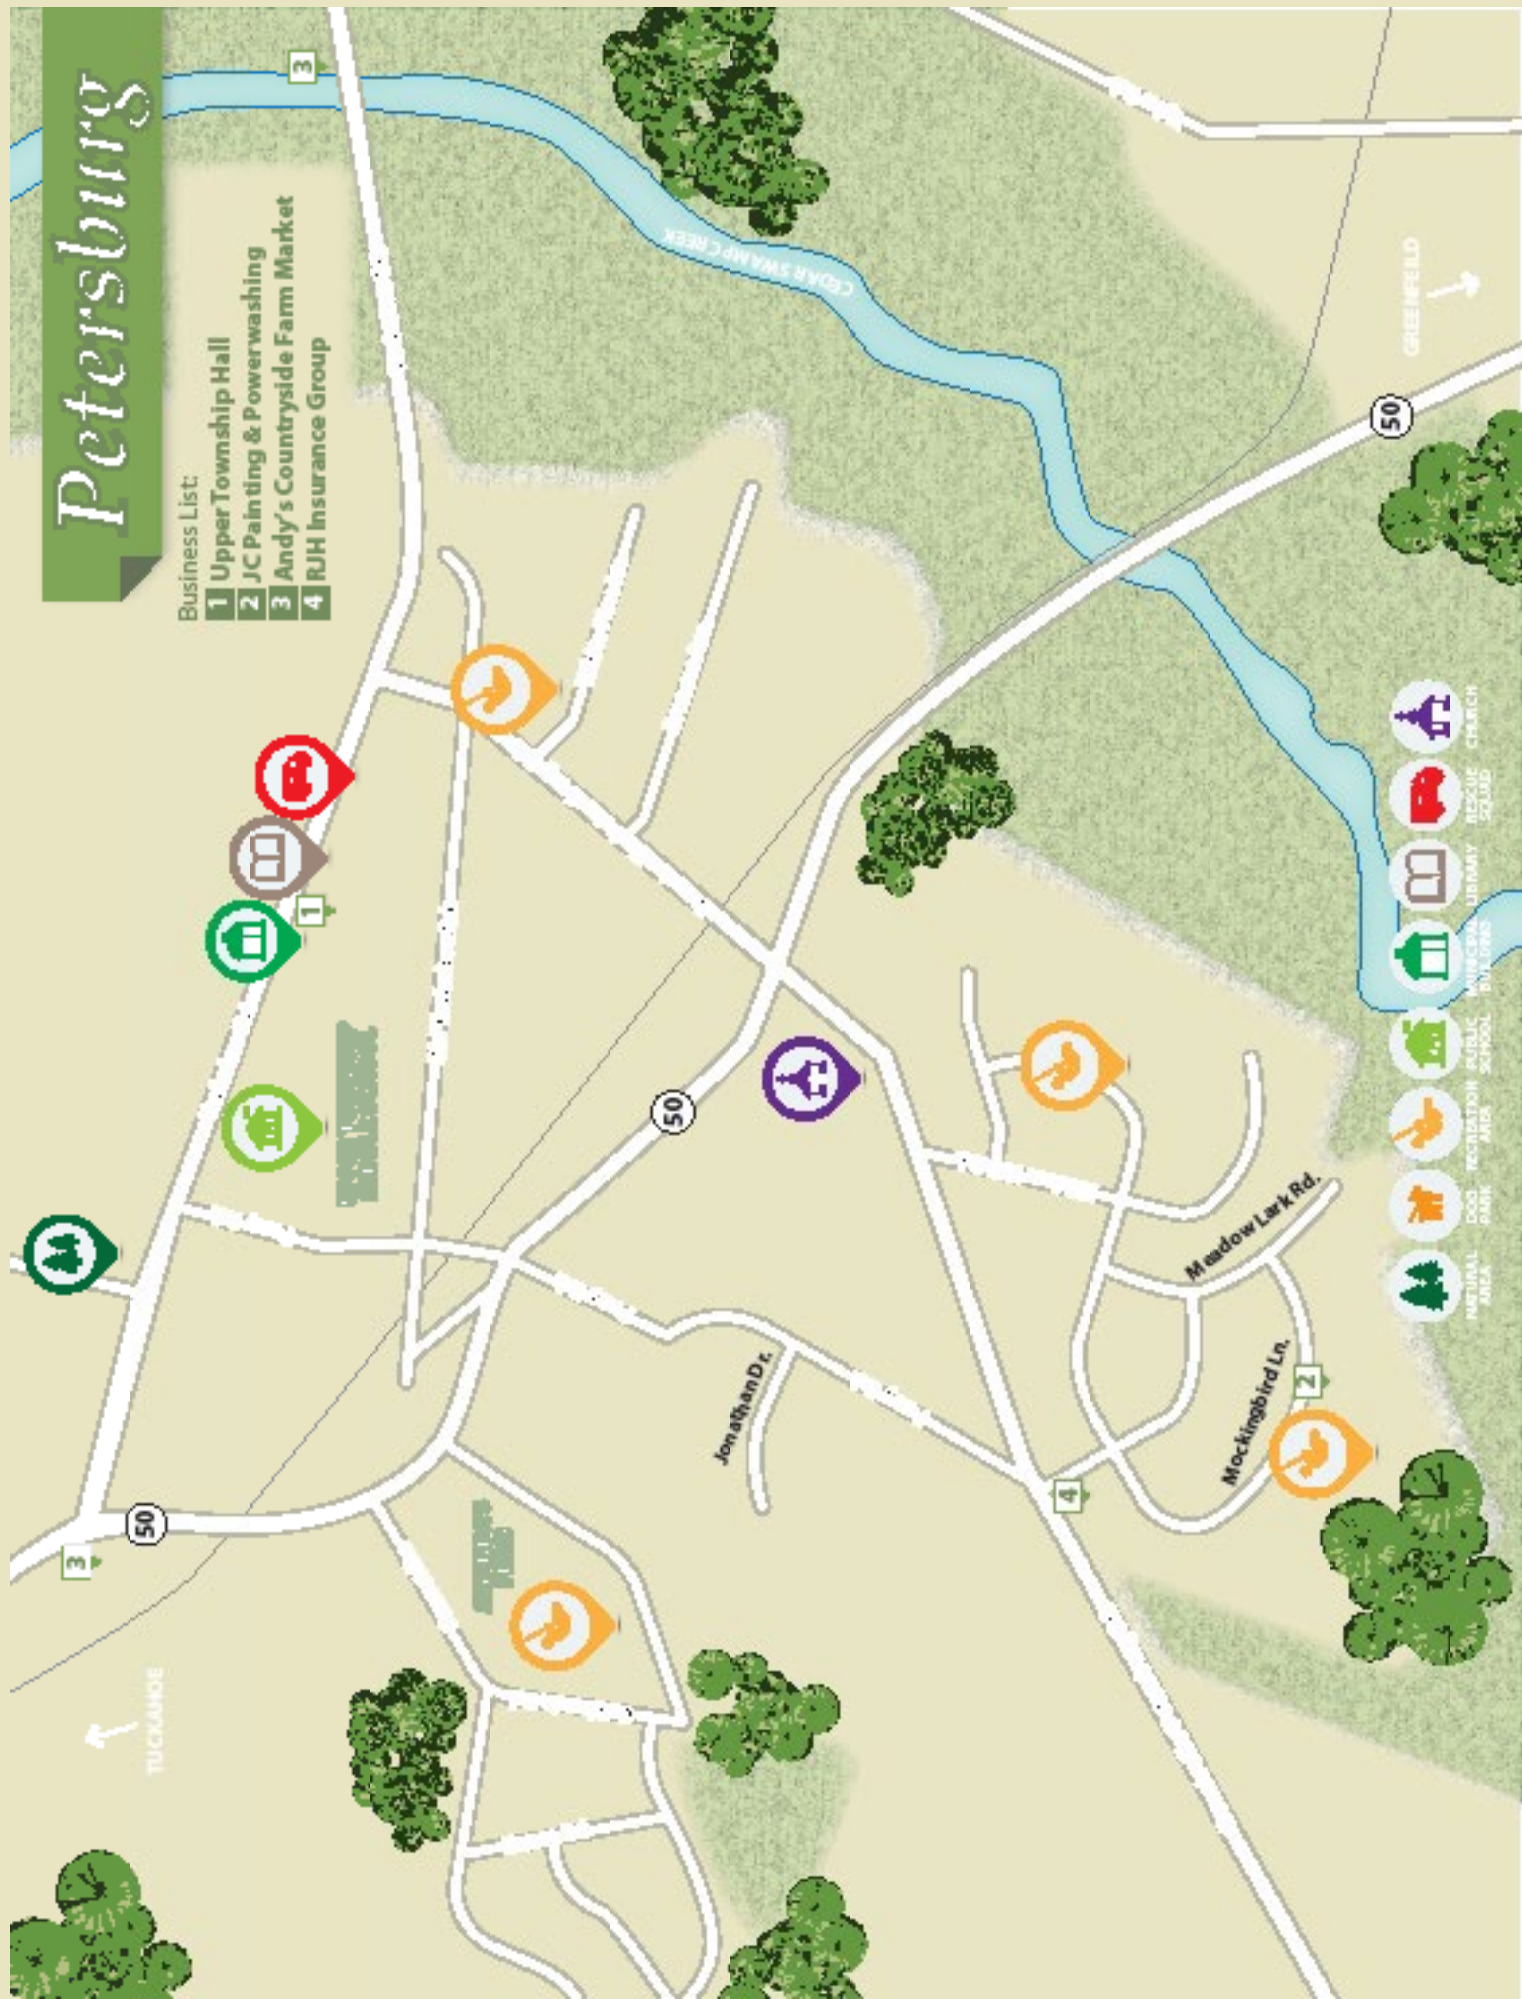 Petersburg
Business List:
1 Upper Township Hall
2 JC Painting & Powerwashing
3 Andy's Countryside Farm Market
4 RJH Insurance Group
3
CEDAR SWAMP CREEK
GREENFIELD
50
1
50
4
50
3
TUCKAHOE
Jonathan Dr.
Meadow Lark Rd.
Mockingbird Ln.
2
NATURAL
AREA
DOG
PARK
RECREATION
AREA
PUBLIC
SCHOOL
MUNICIPAL
BUILDINGS
LIBRARY
RESCUE
SQUAD
CHURCH